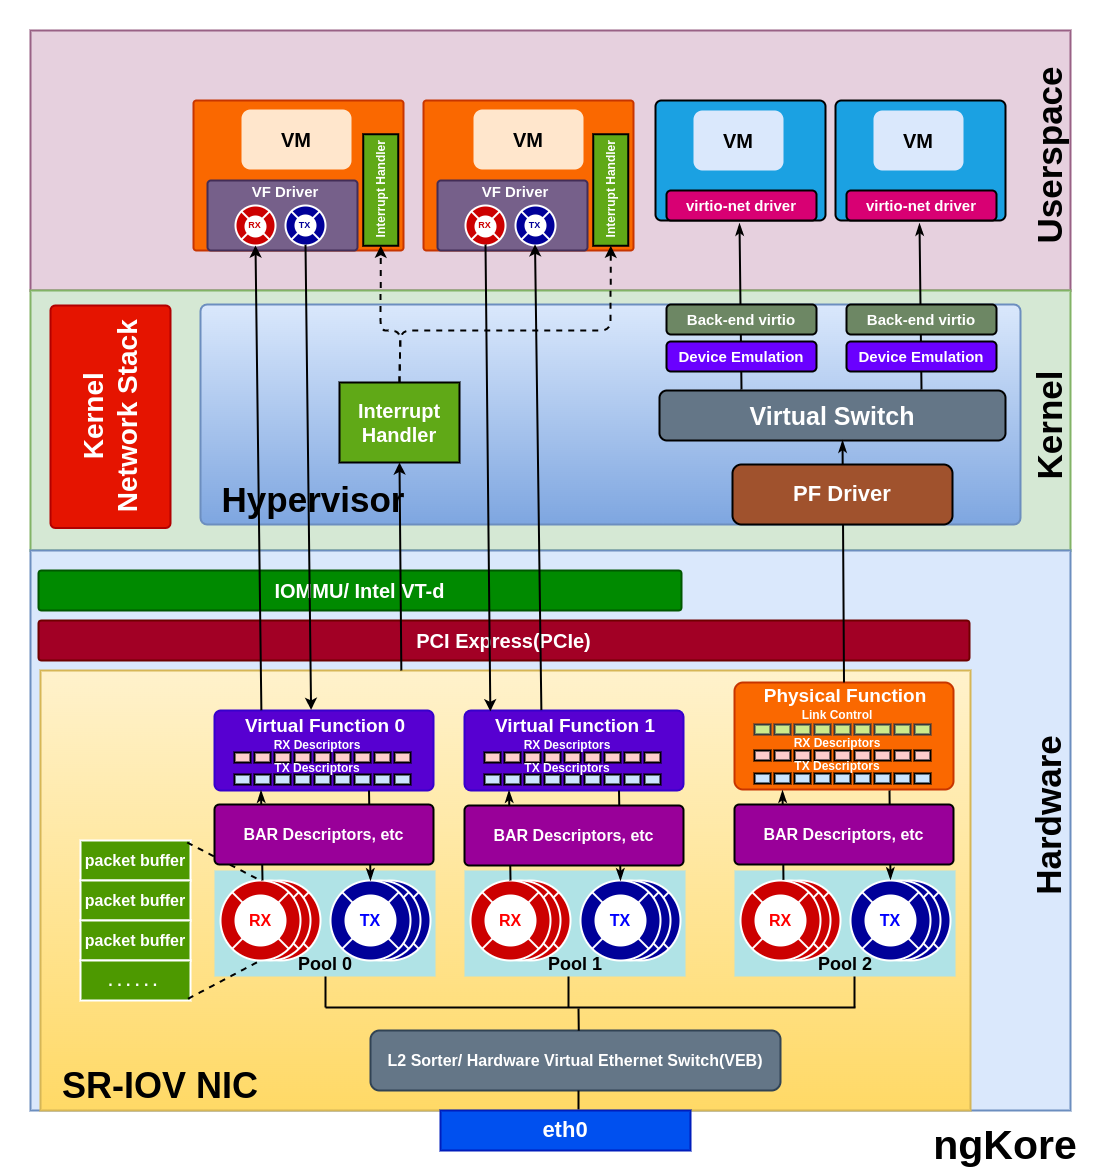 Userspace
VM
VM
VM
VM
VF Driver
RX
TX
Interrupt Handler
VF Driver
RX
TX
Interrupt Handler
virtio-net driver
virtio-net driver
Kernel
Kernel
Network Stack
Back-end virtio
Back-end virtio
Device Emulation
Device Emulation
Interrupt
Handler
Virtual Switch
PF Driver
Hypervisor
Hardware
IOMMU/ Intel VT-d
PCI Express(PCIe)
Virtual Function 0
RX Descriptors
TX Descriptors
Virtual Function 1
RX Descriptors
TX Descriptors
Physical Function
Link Control
RX Descriptors
TX Descriptors
BAR Descriptors, etc
BAR Descriptors, etc
BAR Descriptors, etc
packet buffer
packet buffer
packet buffer
. . . . . .
RX
TX
Pool 0
RX
TX
Pool 1
RX
TX
Pool 2
L2 Sorter/ Hardware Virtual Ethernet Switch(VEB)
SR-IOV NIC
eth0
ngKore